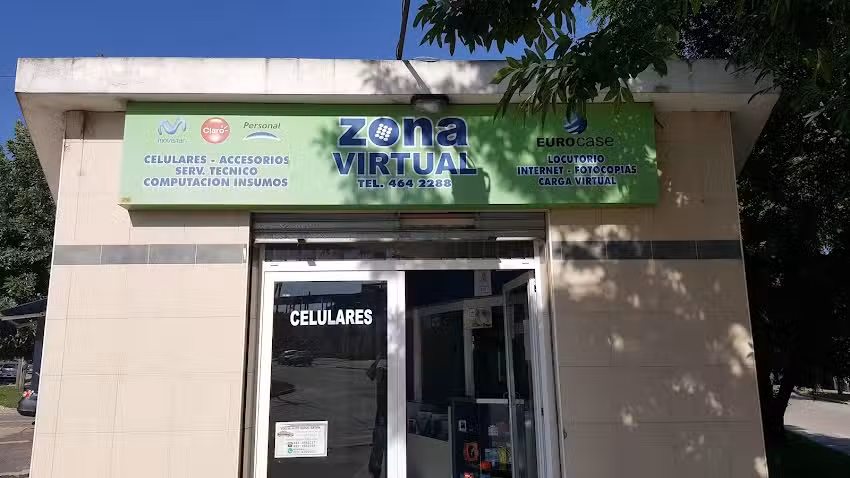 movistar
Claro
Personal
CELULARES - ACCESORIOS
SERV. TECNICO
COMPUTACION INSUMOS
zona
VIRTUAL
TEL. 464 2288
EUROcase
LOCUTORIO
INTERNET - FOTOCOPIAS
CARGA VIRTUAL
CELULARES